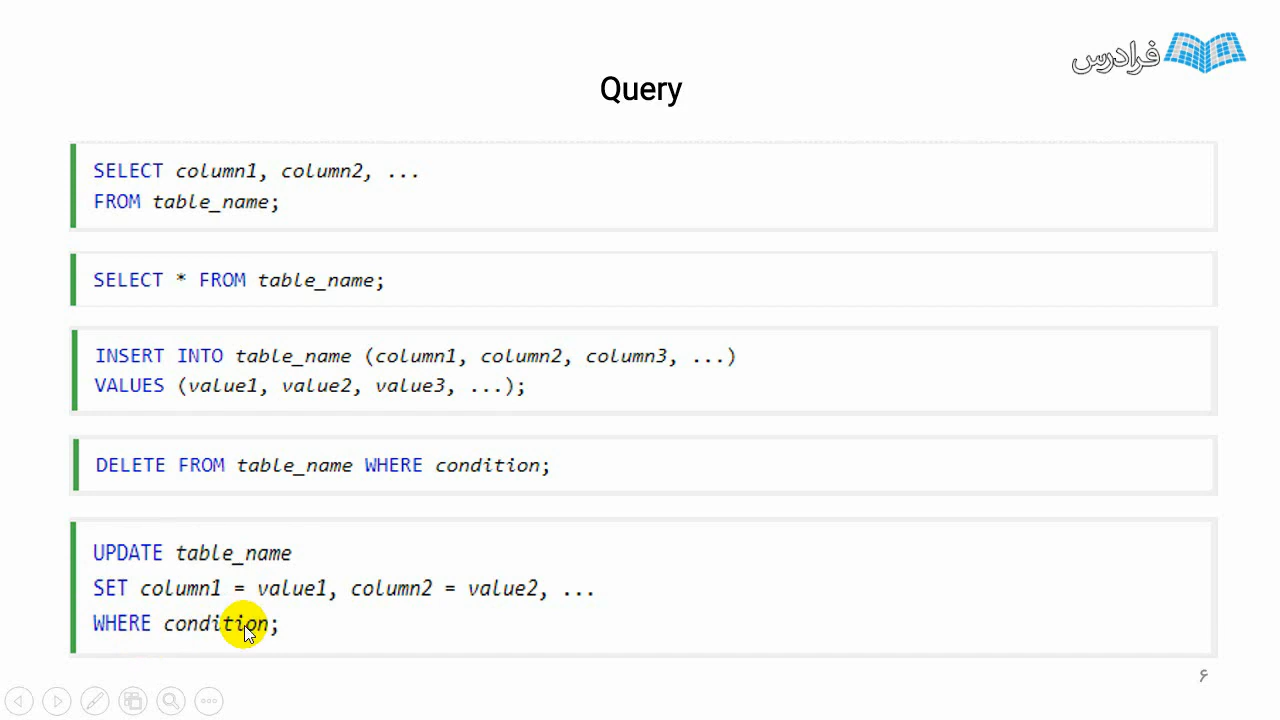 فرادرس
Query
SELECT column1, column2, ...
FROM table_name;
SELECT * FROM table_name;
INSERT INTO table_name (column1, column2, column3, ...)
VALUES (value1, value2, value3, ...);
DELETE FROM table_name WHERE condition;
UPDATE table_name
SET column1 = value1, column2 = value2, ...
WHERE condition;
۶